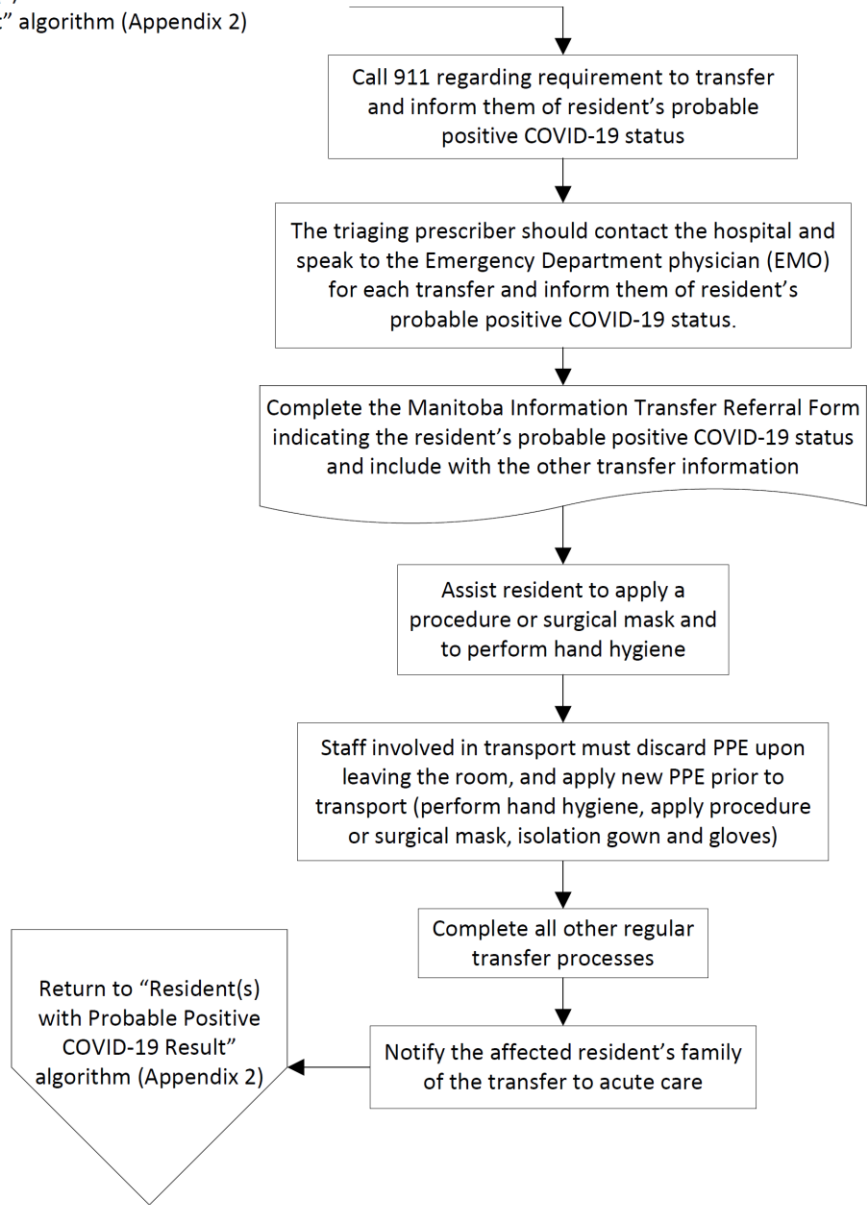 t” algorithm (Appendix 2)
Call 911 regarding requirement to transfer
and inform them of resident’s probable
positive COVID-19 status
The triaging prescriber should contact the hospital and
speak to the Emergency Department physician (EMO)
for each transfer and inform them of resident’s
probable positive COVID-19 status.
Complete the Manitoba Information Transfer Referral Form
indicating the resident’s probable positive COVID-19 status
and include with the other transfer information
Assist resident to apply a
procedure or surgical mask and
to perform hand hygiene
Staff involved in transport must discard PPE upon
leaving the room, and apply new PPE prior to
transport (perform hand hygiene, apply procedure
or surgical mask, isolation gown and gloves)
Complete all other regular
transfer processes
Notify the affected resident’s family
of the transfer to acute care
Return to “Resident(s)
with Probable Positive
COVID-19 Result”
algorithm (Appendix 2)